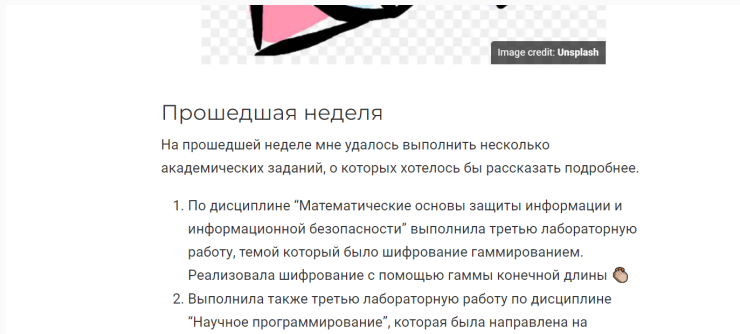 Image credit: Unsplash
Прошедшая неделя
На прошедшей неделе мне удалось выполнить несколько
академических заданий, о которых хотелось бы рассказать подробнее.
1. По дисциплине “Математические основы защиты информации и
информационной безопасности” выполнила третью лабораторную
работу, темой который было шифрование гаммированием.
Реализовала шифрование с помощью гаммы конечной длины
2. Выполнила также третью лабораторную работу по дисциплине
“Научное программирование”, которая была направлена на